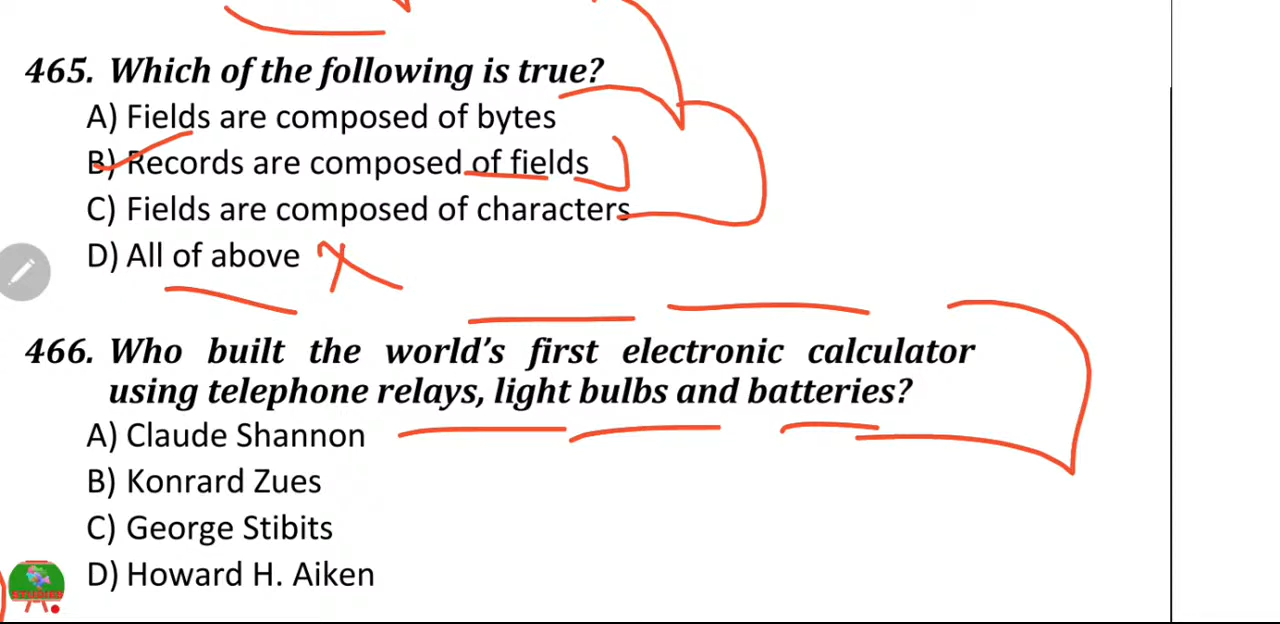 465. Which of the following is true?
A) Fields are composed of bytes
B) Records are composed of fields
C) Fields are composed of characters
D) All of above
466. Who built the world's first electronic calculator
using telephone relays, light bulbs and batteries?
A) Claude Shannon
B) Konrard Zues
C) George Stibits
D) Howard H. Aiken